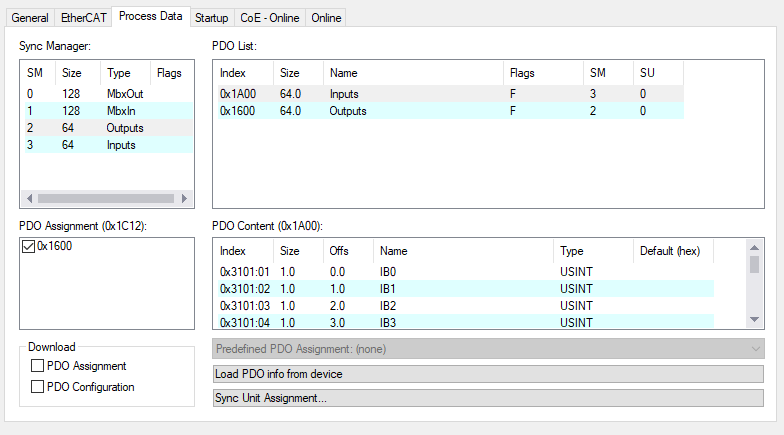 General EtherCAT Process Data Startup CoE - Online Online
Sync Manager:
SM Size Type Flags
0 128 MbxOut
1 128 MbxIn
2 64 Outputs
3 64 Inputs
PDO List:
Index Size Name Flags SM SU
0x1A00 64.0 Inputs F 3 0
0x1600 64.0 Outputs F 2 0
PDO Assignment (0x1C12):
0x1600
PDO Content (0x1A00):
Index Size Offs Name Type Default (hex)
0x3101:01 1.0 0.0 IB0 USINT
0x3101:02 1.0 1.0 IB1 USINT
0x3101:03 1.0 2.0 IB2 USINT
0x3101:04 1.0 3.0 IB3 USINT
Download
PDO Assignment
PDO Configuration
Predefined PDO Assignment: (none)
Load PDO info from device
Sync Unit Assignment...